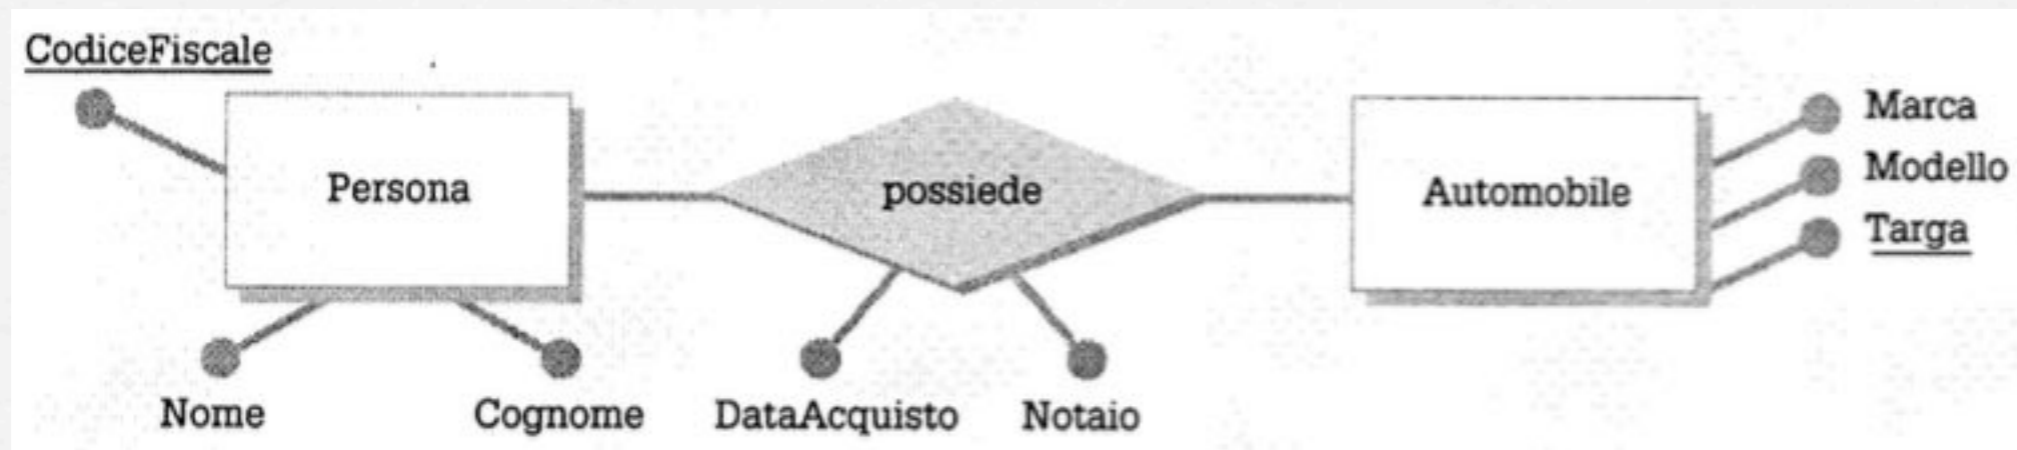 CodiceFiscale
Persona
possiede
Automobile
Marca
Modello
Targa
Nome
Cognome
DataAcquisto
Notaio